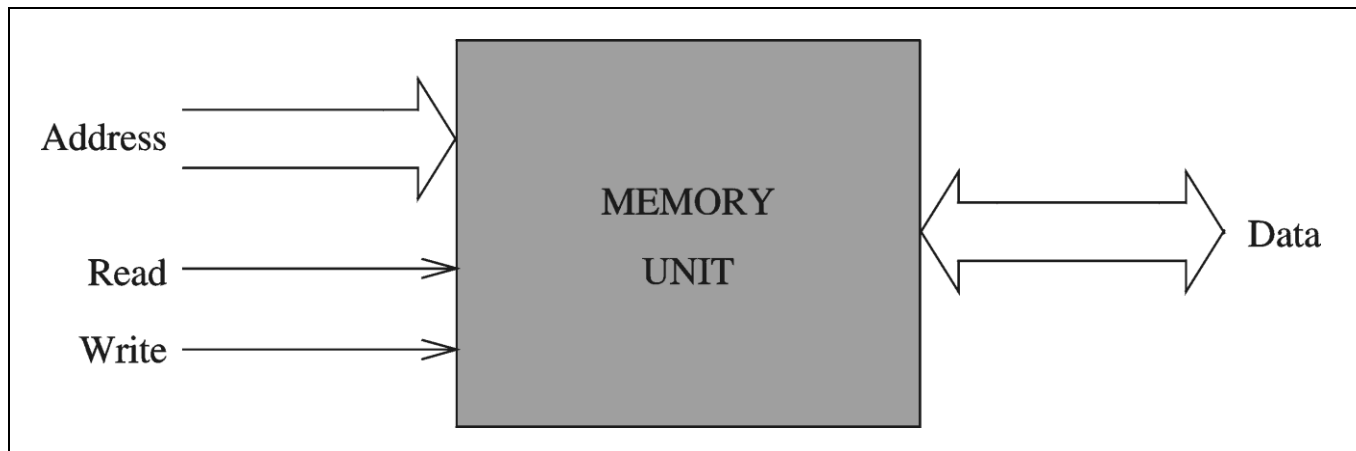 Address
Read
Write
MEMORY
UNIT
Data